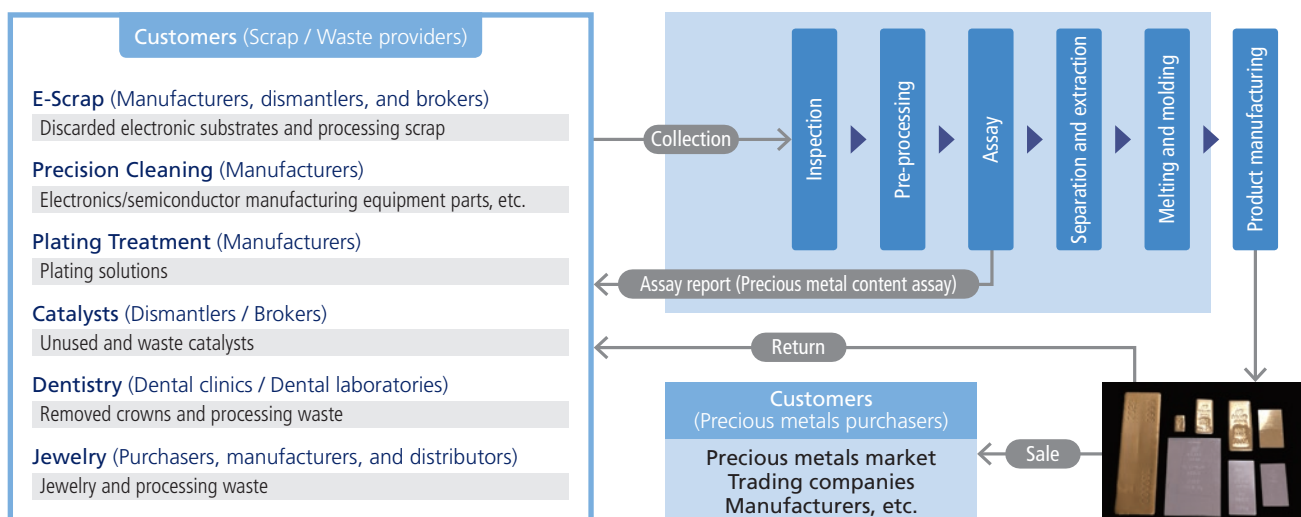 Customers (Scrap / Waste providers)
E-Scrap (Manufacturers, dismantlers, and brokers)
Discarded electronic substrates and processing scrap
Precision Cleaning (Manufacturers)
Electronics/semiconductor manufacturing equipment parts, etc.
Plating Treatment (Manufacturers)
Plating solutions
Catalysts (Dismantlers / Brokers)
Unused and waste catalysts
Dentistry (Dental clinics / Dental laboratories)
Removed crowns and processing waste
Jewelry (Purchasers, manufacturers, and distributors)
Jewelry and processing waste
Collection
Inspection
Pre-processing
Assay
Separation and extraction
Melting and molding
Product manufacturing
Assay report (Precious metal content assay)
Return
Customers
(Precious metals purchasers)
Precious metals market
Trading companies
Manufacturers, etc.
Sale